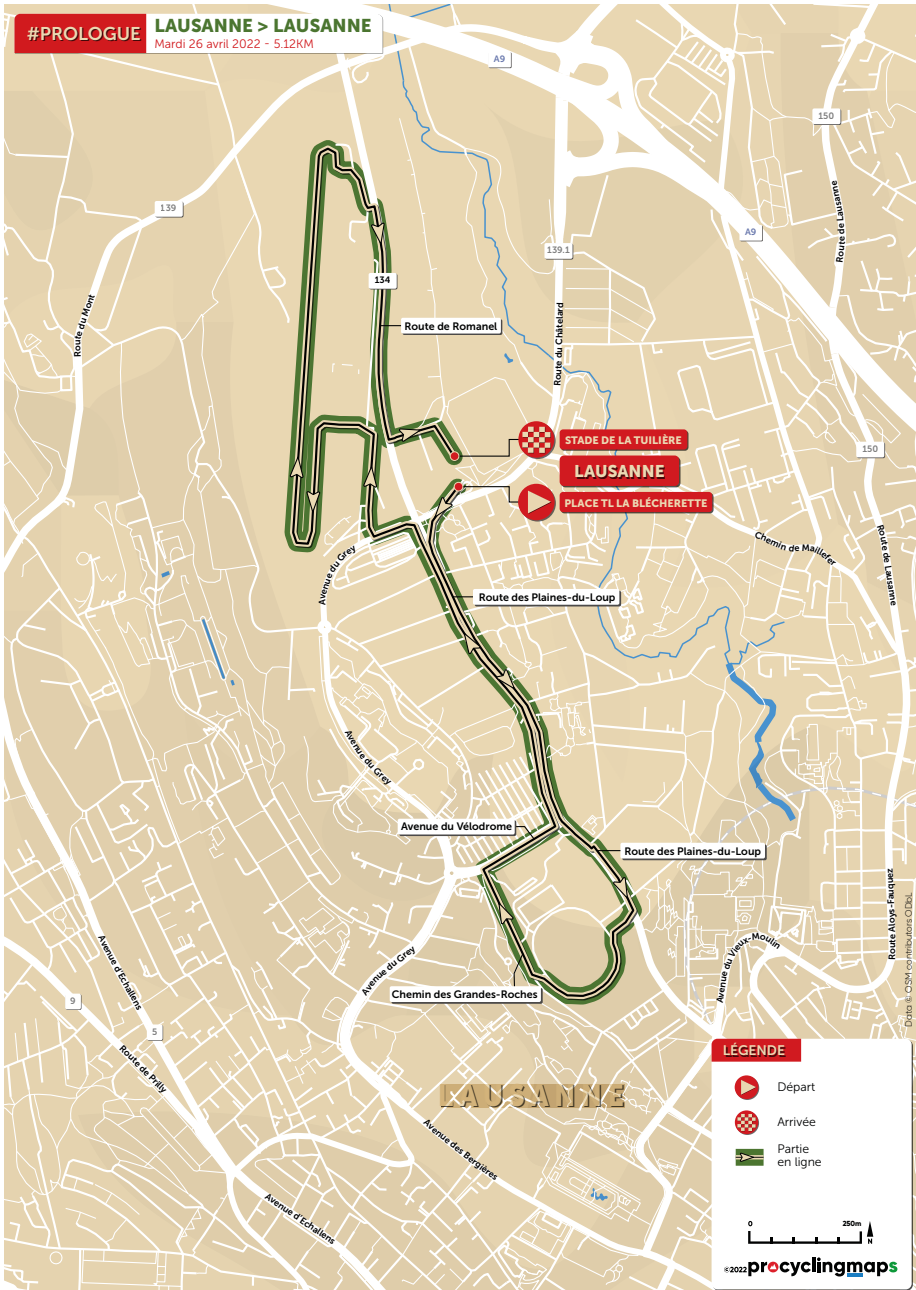 #PROLOGUE
LAUSANNE > LAUSANNE
Mardi 26 avril 2022 - 5.12KM
A9
150
139
Route de Lausanne
A9
139.1
134
Route du Mont
Route de Romanel
Route du Châtelard
STADE DE LA TUILIÈRE
LAUSANNE
PLACE TL LA BLÉCHERETTE
150
Chemin de Maillefer
Route de Lausanne
Avenue du Grey
Route des Plaines-du-Loup
Avenue du Grey
Avenue du Vélodrome
Route des Plaines-du-Loup
Route Aloys-Fauquez
Avenue du Vieux-Moulin
Avenue d'Echallens
Avenue du Grey
Chemin des Grandes-Roches
9
5
Route de Prilly
LAUSANNE
Avenue des Bergières
Avenue d'Echallens
Data © OSM contributors ODbL
LÉGENDE
Départ
Arrivée
Partie
en ligne
0 250m
N
©2022 procyclingmaps